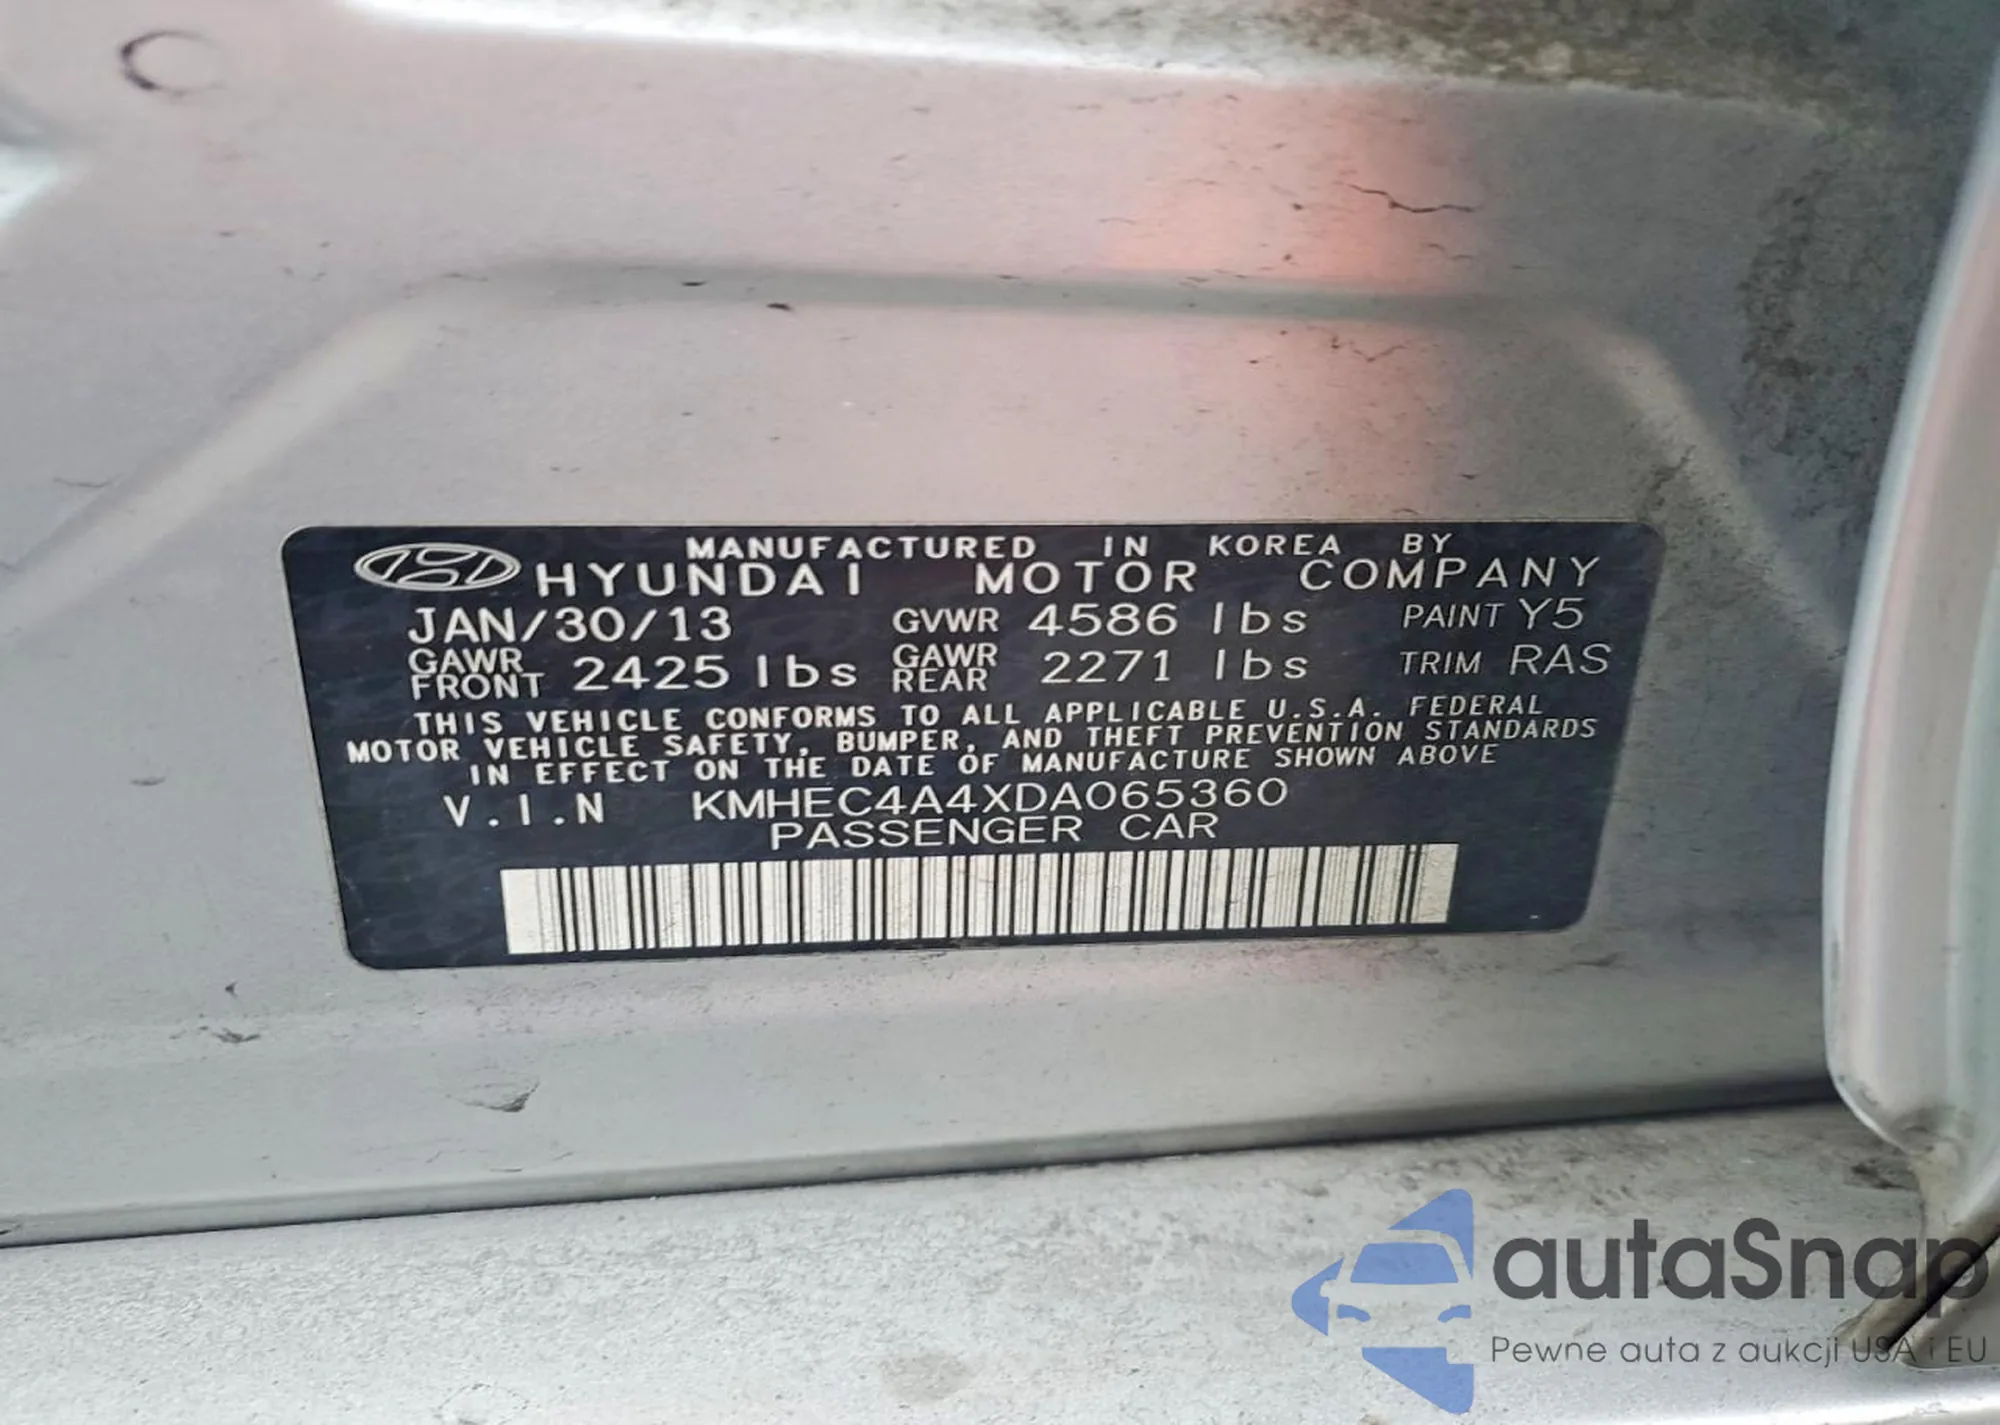 MANUFACTURED IN KOREA BY
HYUNDAI MOTOR COMPANY
JAN/30/13 GVWR 4586 lbs PAINT Y5
GAWR FRONT 2425 lbs GAWR REAR 2271 lbs TRIM RAS
THIS VEHICLE CONFORMS TO ALL APPLICABLE U.S.A. FEDERAL
MOTOR VEHICLE SAFETY, BUMPER, AND THEFT PREVENTION STANDARDS
IN EFFECT ON THE DATE OF MANUFACTURE SHOWN ABOVE
V.I.N KMHEC4A4XDA065360
PASSENGER CAR
autaSnap
Pewne auta z aukcji USA i EU